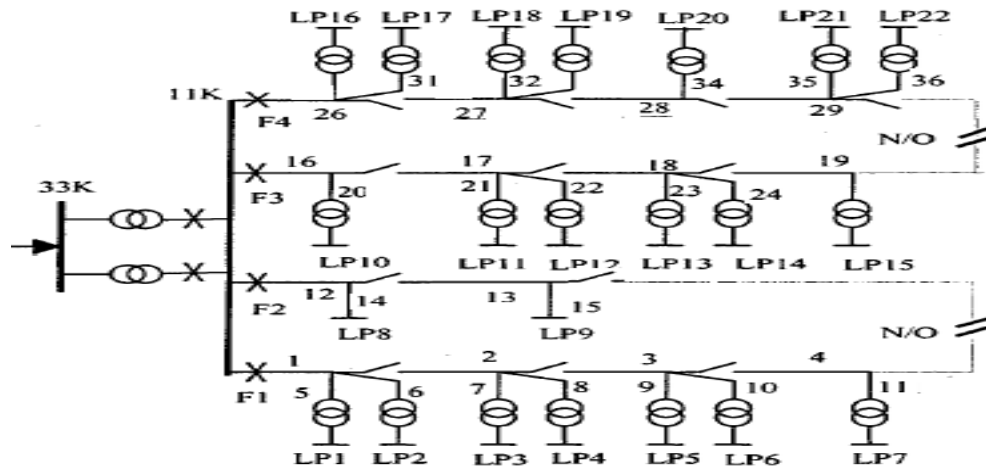 LP16 LP17 LP18 LP19 LP20 LP21 LP22
31 32 34 35 36
11K
F4 26 27 28 29
N/O
16 17 18 19
33K
F3 20 21 22 23 24
LP10 LP11 LP12 LP13 LP14 LP15
F2 12 14 13 15
LP8 LP9
N/O
1 2 3 4
F1 5 6 7 8 9 10 11
LP1 LP2 LP3 LP4 LP5 LP6 LP7